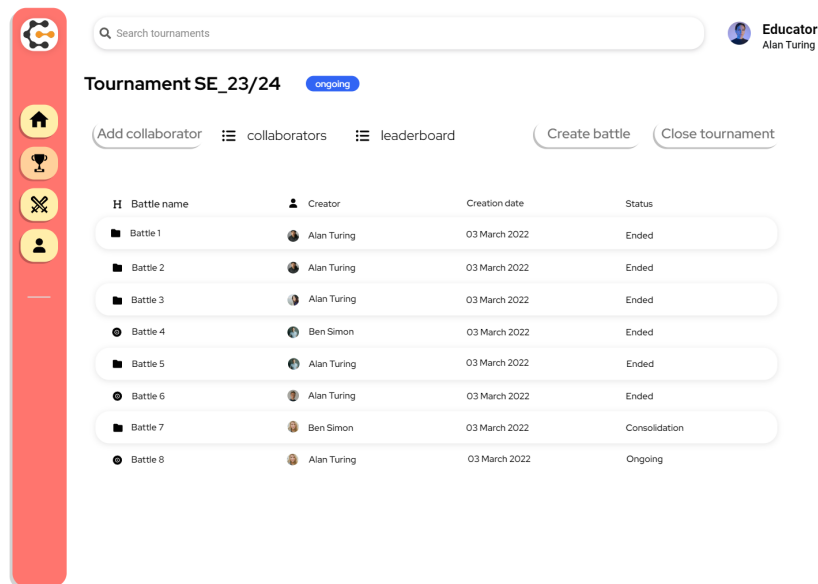 Search tournaments
Educator
Alan Turing
Tournament SE_23/24 ongoing
Add collaborator collaborators leaderboard Create battle Close tournament
H Battle name Creator Creation date Status
Battle 1 Alan Turing 03 March 2022 Ended
Battle 2 Alan Turing 03 March 2022 Ended
Battle 3 Alan Turing 03 March 2022 Ended
Battle 4 Ben Simon 03 March 2022 Ended
Battle 5 Alan Turing 03 March 2022 Ended
Battle 6 Alan Turing 03 March 2022 Ended
Battle 7 Ben Simon 03 March 2022 Consolidation
Battle 8 Alan Turing 03 March 2022 Ongoing